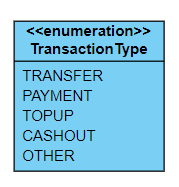 <<enumeration>>
TransactionType
TRANSFER
PAYMENT
TOPUP
CASHOUT
OTHER